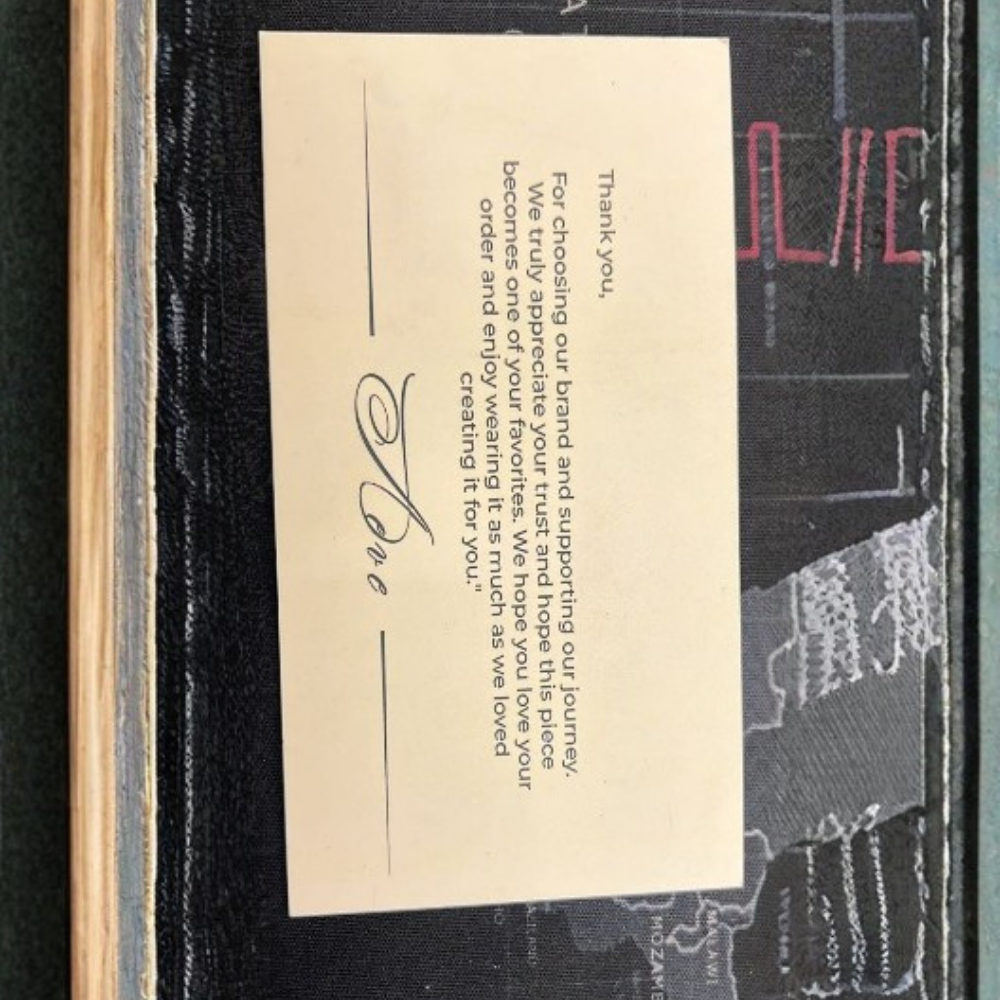 Thank you,
For choosing our brand and supporting our journey.
We truly appreciate your trust and hope this piece
becomes one of your favorites. We hope you love your
order and enjoy wearing it as much as we loved
creating it for you."
MALAWI